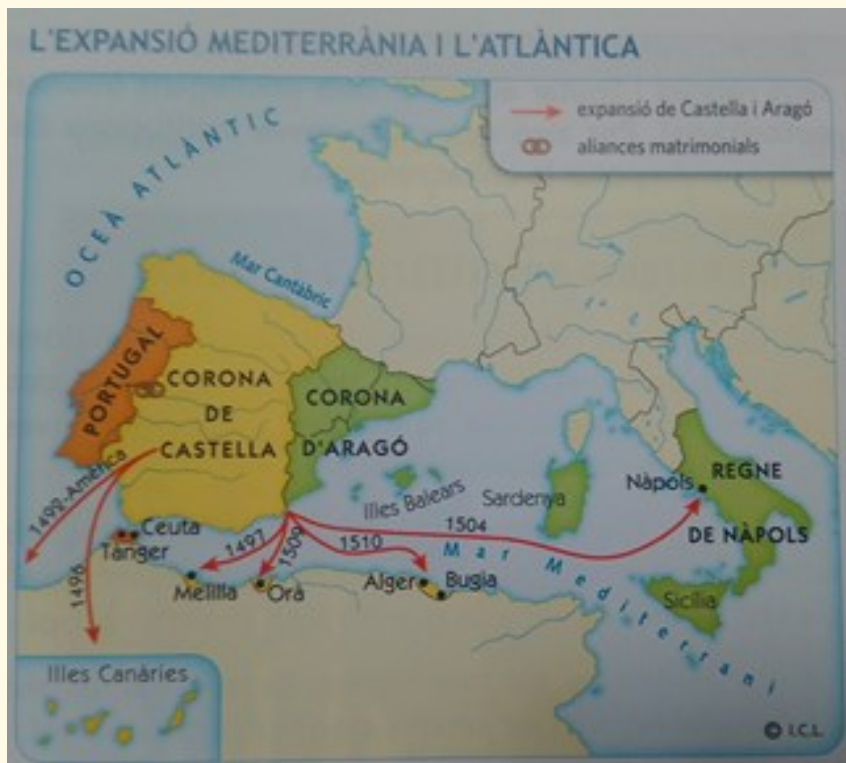 L'EXPANSIÓ MEDITERRÀNIA I L'ATLÀNTICA
expansió de Castella i Aragó
aliances matrimonials
OCEÀ ATLÀNTIC
Mar Cantàbric
PORTUGAL
CORONA
DE
CASTELLA
CORONA
D'ARAGÓ
Illes Balears
Sardenya
Nàpols
REGNE
DE NÀPOLS
Sicília
Mar Mediterrani
1492-Amèrica
1496
Ceuta
Tànger
1497
1509
1510
1504
Melilla
Orà
Alger
Bugia
Illes Canàries
© I.C.L.